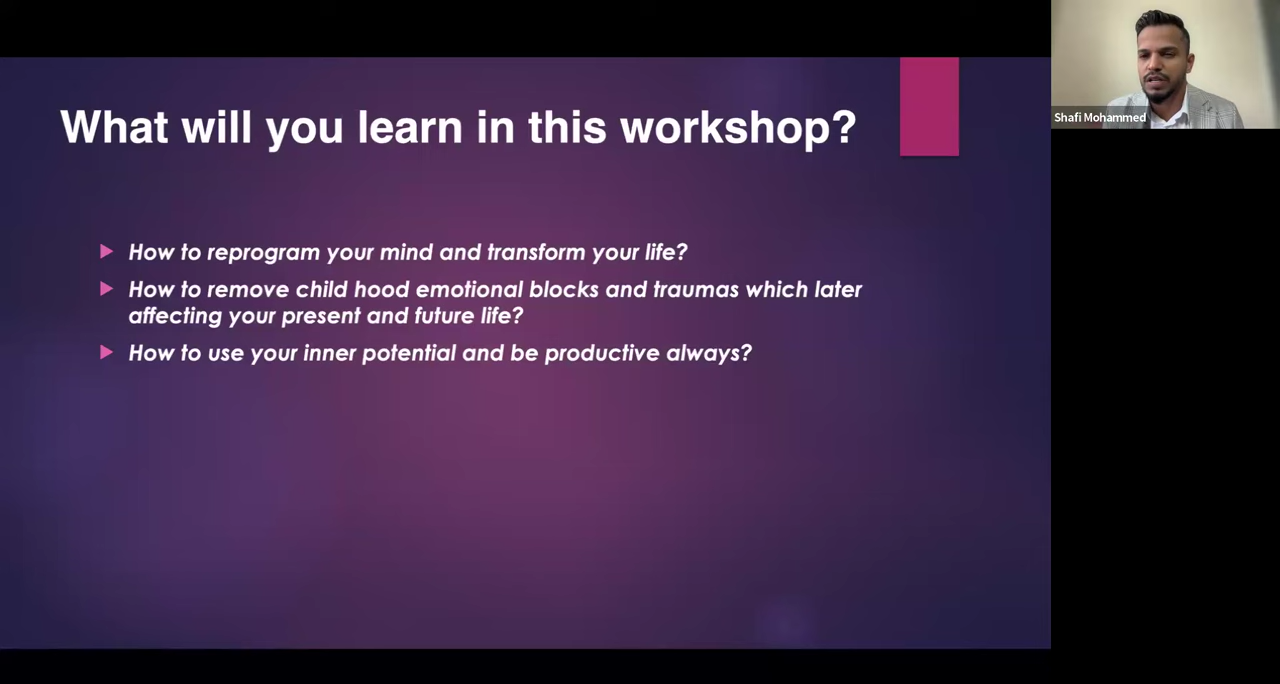 What will you learn in this workshop?
How to reprogram your mind and transform your life?
How to remove child hood emotional blocks and traumas which later
affecting your present and future life?
How to use your inner potential and be productive always?
Shafi Mohammed